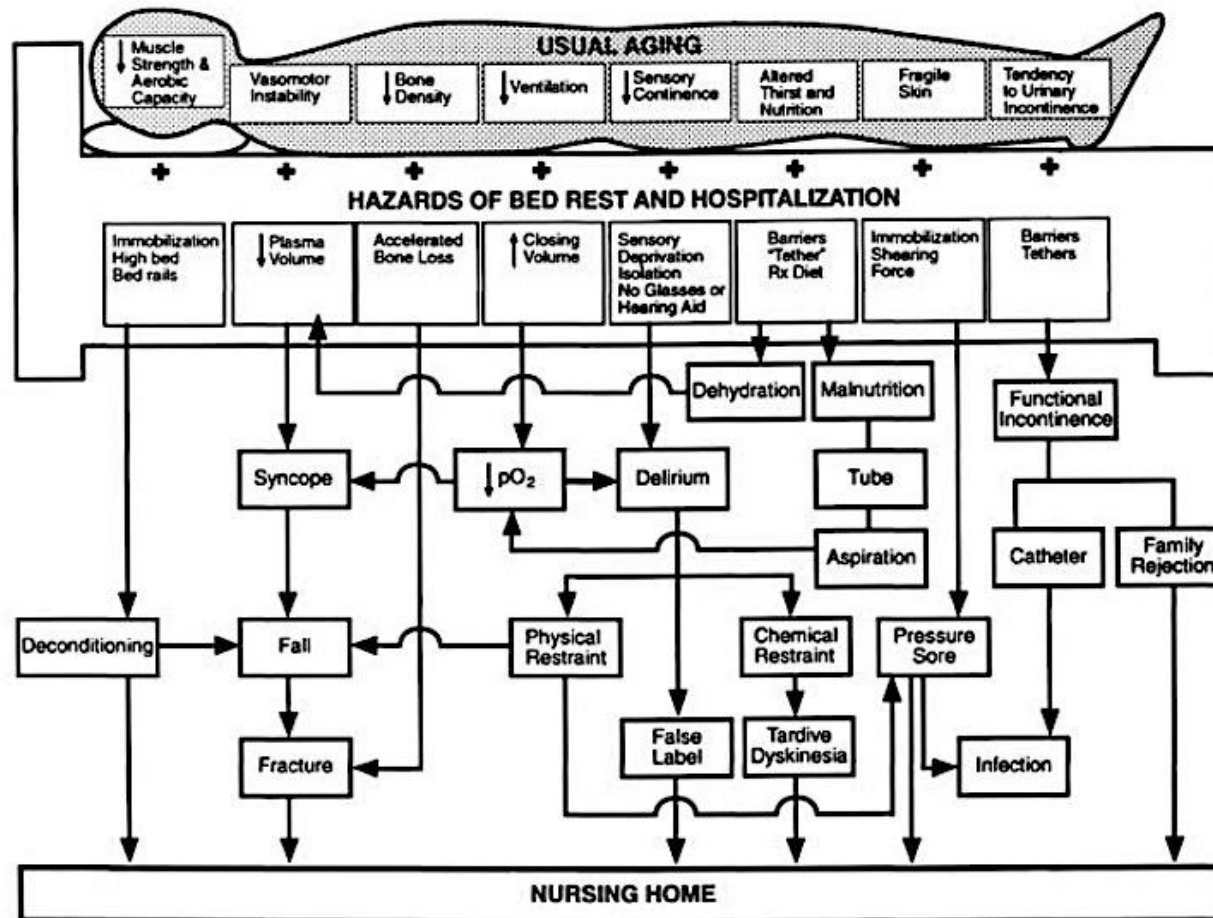 USUAL AGING
↓ Muscle
Strength &
Aerobic
Capacity
Vasomotor
Instability
↓ Bone
Density
↓ Ventilation
↓ Sensory
Continence
Altered
Thirst and
Nutrition
Fragile
Skin
Tendency
to Urinary
Incontinence
+ + + + + + + +
HAZARDS OF BED REST AND HOSPITALIZATION
Immobilization
High bed
Bed rails
↓ Plasma
Volume
Accelerated
Bone Loss
↑ Closing
Volume
Sensory
Deprivation
Isolation
No Glasses or
Hearing Aid
Barriers
"Tether"
Rx Diet
Immobilization
Shearing
Force
Barriers
Tethers
Dehydration
Malnutrition
Functional
Incontinence
Syncope
↓ pO₂
Delirium
Tube
Aspiration
Catheter
Family
Rejection
Deconditioning
Fall
Physical
Restraint
Chemical
Restraint
Pressure
Sore
Fracture
False
Label
Tardive
Dyskinesia
Infection
NURSING HOME